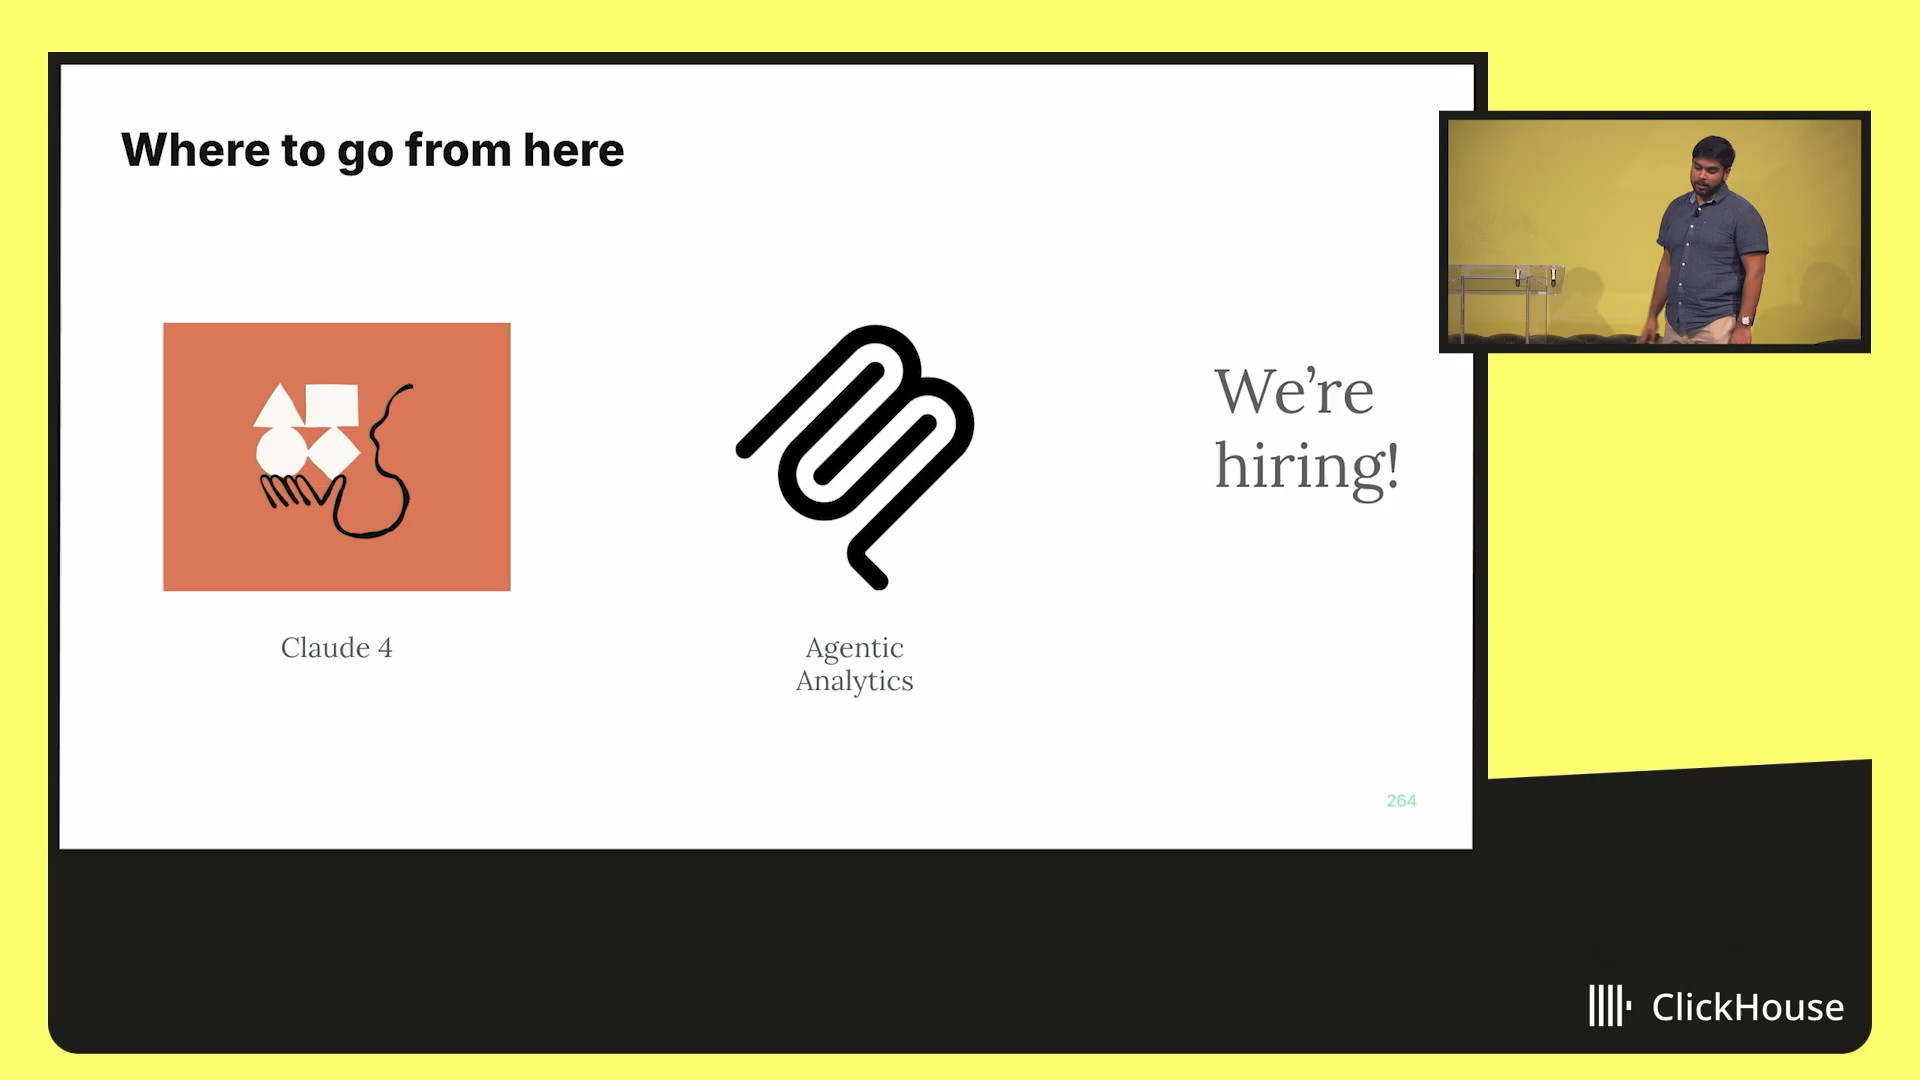 Where to go from here
Claude 4
Agentic
Analytics
We’re
hiring!
264
ClickHouse